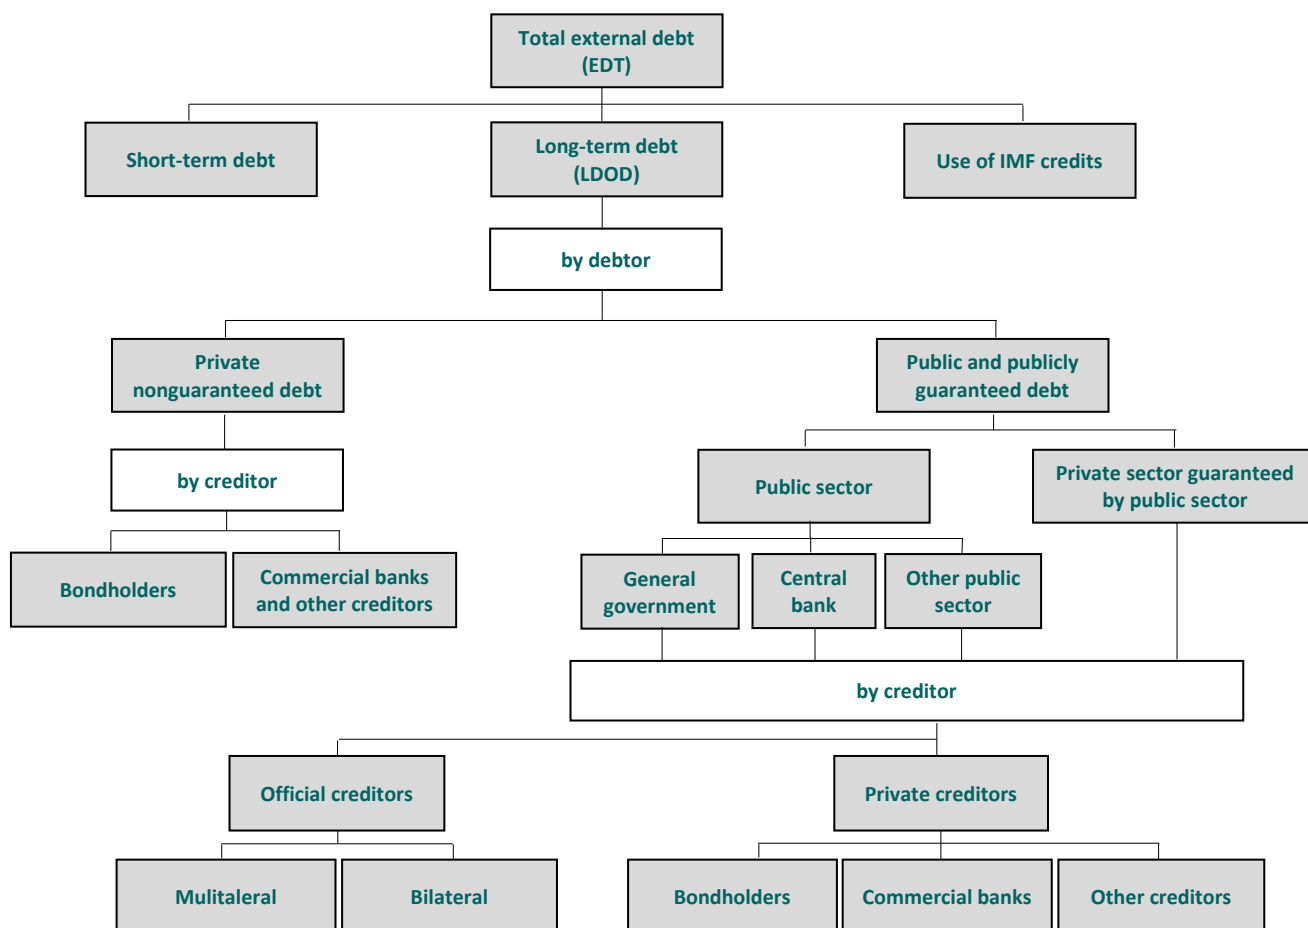 Total external debt
(EDT)
Short-term debt
Long-term debt
(LDOD)
Use of IMF credits
by debtor
Private
nonguaranteed debt
Public and publicly
guaranteed debt
by creditor
Public sector
Private sector guaranteed
by public sector
Bondholders
Commercial banks
and other creditors
General
government
Central
bank
Other public
sector
by creditor
Official creditors
Private creditors
Mulitaleral
Bilateral
Bondholders
Commercial banks
Other creditors